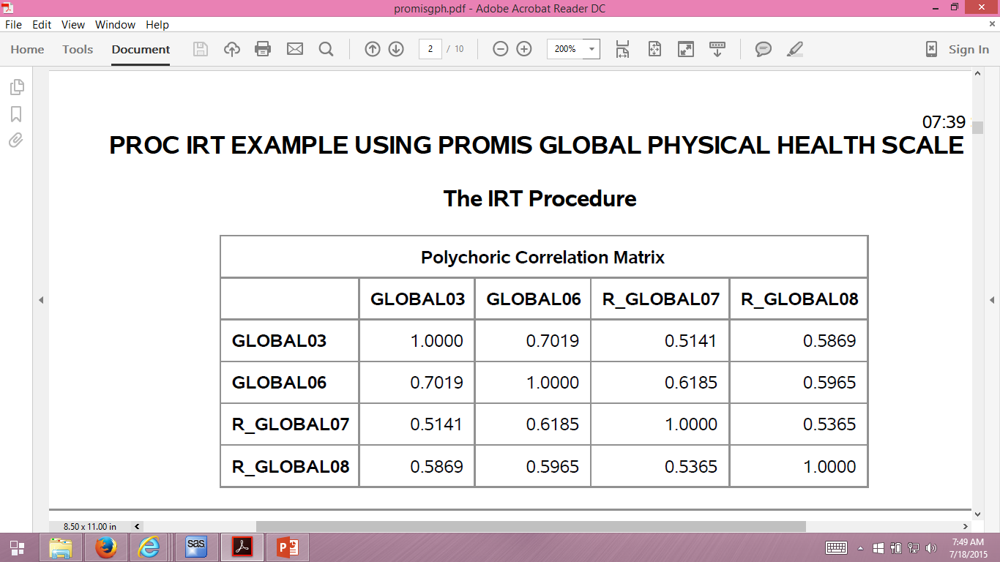 promisgph.pdf - Adobe Acrobat Reader DC
File Edit View Window Help
Home Tools Document 2 / 10 200% Sign In
07:39
PROC IRT EXAMPLE USING PROMIS GLOBAL PHYSICAL HEALTH SCALE
The IRT Procedure
Polychoric Correlation Matrix
GLOBAL03 GLOBAL06 R_GLOBAL07 R_GLOBAL08
GLOBAL03 1.0000 0.7019 0.5141 0.5869
GLOBAL06 0.7019 1.0000 0.6185 0.5965
R_GLOBAL07 0.5141 0.6185 1.0000 0.5365
R_GLOBAL08 0.5869 0.5965 0.5365 1.0000
8.50 x 11.00 in
sas
7:49 AM
7/18/2015